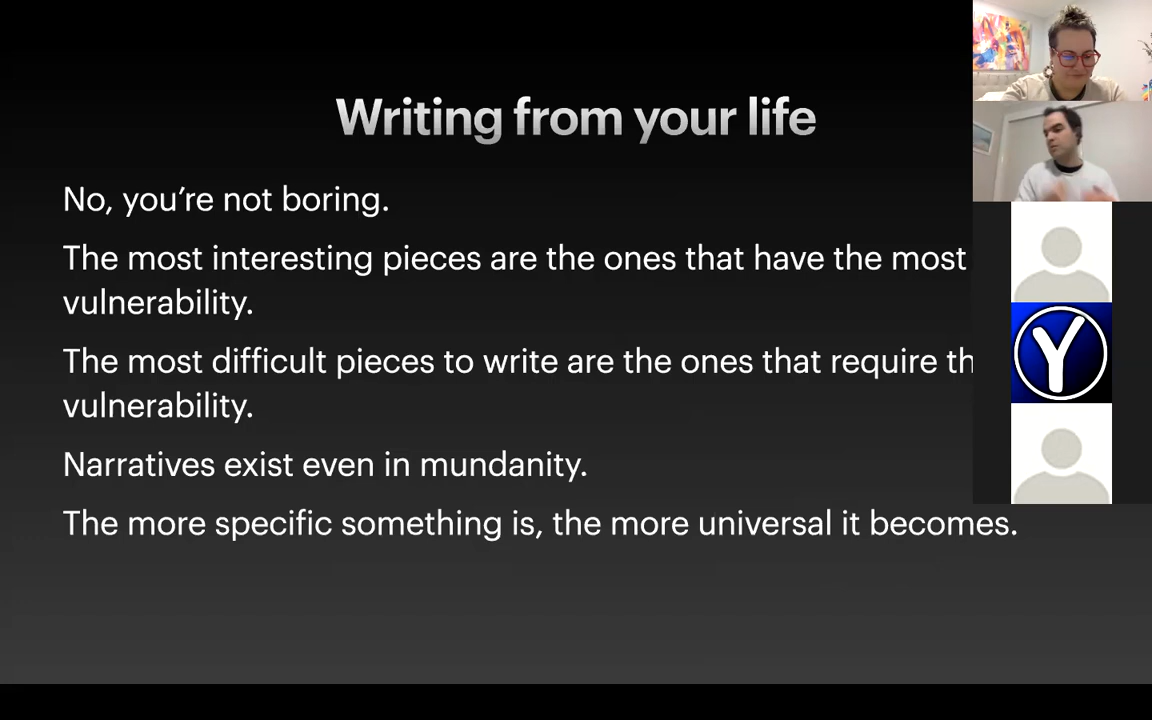 Writing from your life
No, you're not boring.
The most interesting pieces are the ones that have the most
vulnerability.
The most difficult pieces to write are the ones that require th
vulnerability.
Narratives exist even in mundanity.
The more specific something is, the more universal it becomes.
Y